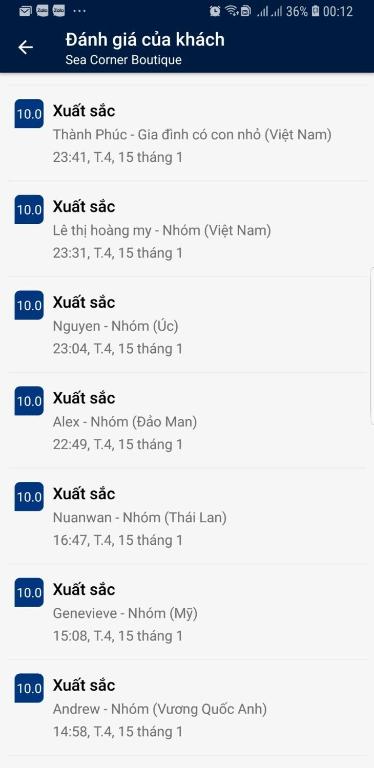 Zalo Zalo ... 36% 00:12
Đánh giá của khách
Sea Corner Boutique
10.0 Xuất sắc
Thành Phúc - Gia đình có con nhỏ (Việt Nam)
23:41, T.4, 15 tháng 1
10.0 Xuất sắc
Lê thị hoàng my - Nhóm (Việt Nam)
23:31, T.4, 15 tháng 1
10.0 Xuất sắc
Nguyen - Nhóm (Úc)
23:04, T.4, 15 tháng 1
10.0 Xuất sắc
Alex - Nhóm (Đảo Man)
22:49, T.4, 15 tháng 1
10.0 Xuất sắc
Nuanwan - Nhóm (Thái Lan)
16:47, T.4, 15 tháng 1
10.0 Xuất sắc
Genevieve - Nhóm (Mỹ)
15:08, T.4, 15 tháng 1
10.0 Xuất sắc
Andrew - Nhóm (Vương Quốc Anh)
14:58, T.4, 15 tháng 1